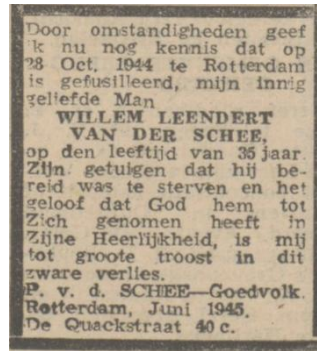 Door omstandigheden geef
ik nu nog kennis dat op
28 Oct. 1944 te Rotterdam
is gefusilleerd, mijn innig
geliefde Man
WILLEM LEENDERT
VAN DER SCHEE,
op den leeftijd van 35 jaar.
Zijn getuigen dat hij be-
reid was te sterven en het
geloof dat God hem tot
Zich genomen heeft in
Zijne Heerlijkheid, is mij
tot groote troost in dit
zware verlies.
P. v. d. SCHEE—Goedvolk.
Rotterdam, Juni 1945.
De Quackstraat 40 c.